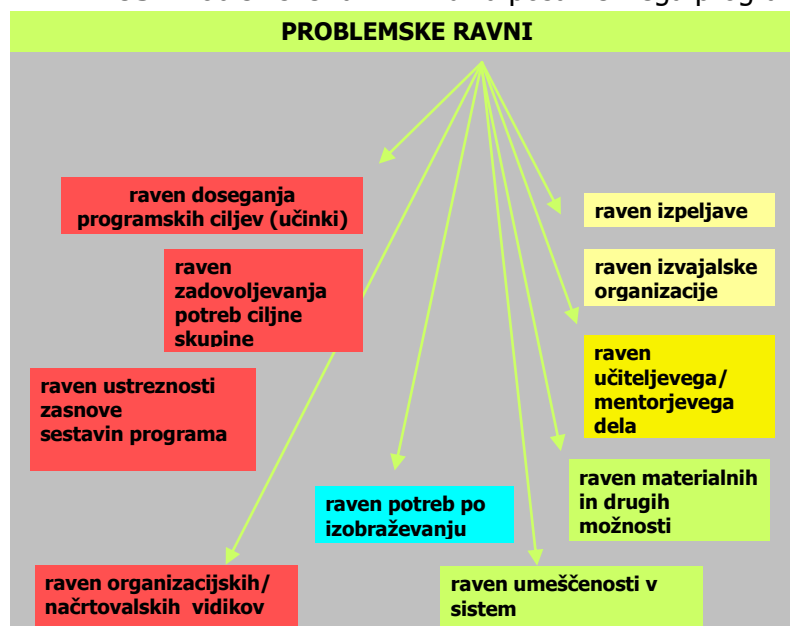 PROBLEMSKE RAVNI
raven doseganja
programskih ciljev (učinki)
raven
zadovoljevanja
potreb ciljne
skupine
raven ustreznosti
zasnove
sestavin programa
raven organizacijskih/
načrtovalskih vidikov
raven potreb po
izobraževanju
raven izpeljave
raven izvajalske
organizacije
raven
učiteljevega/
mentorjevega
dela
raven materialnih
in drugih
možnosti
raven umeščenosti v
sistem